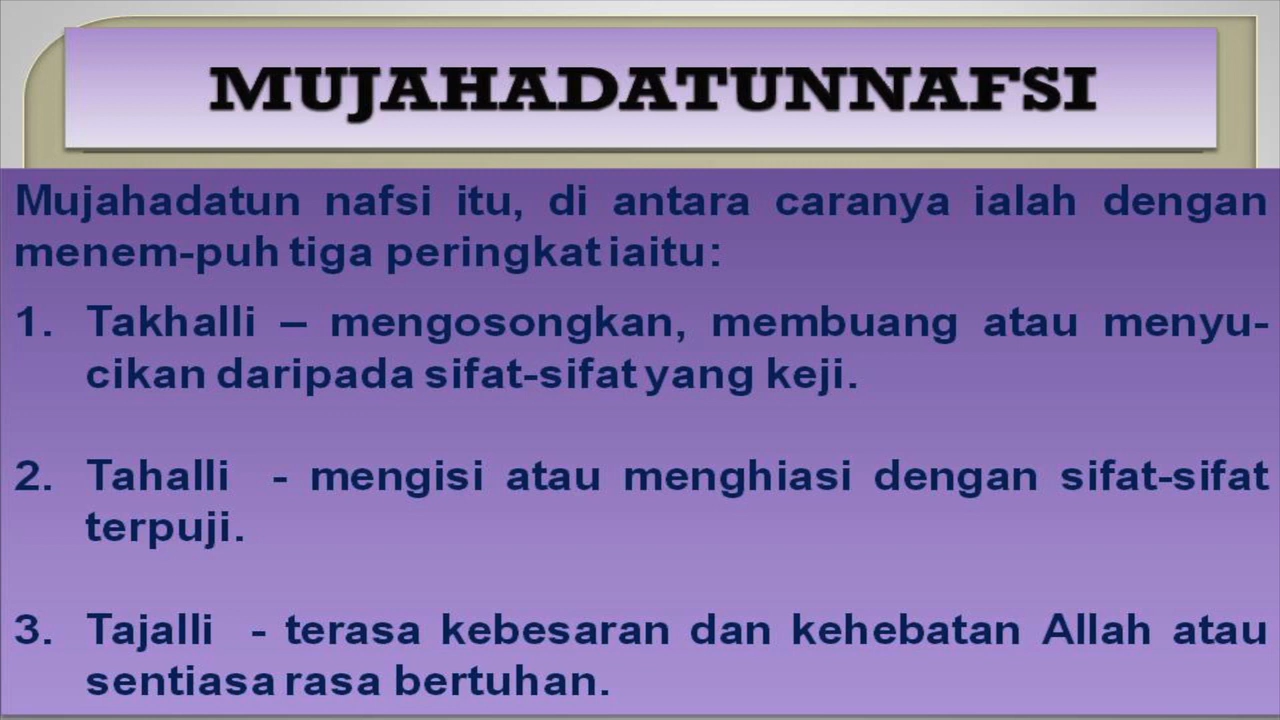 MUJAHADATUNNAFSI
Mujahadatun nafsi itu, di antara caranya ialah dengan
menem-puh tiga peringkat iaitu:
1. Takhalli – mengosongkan, membuang atau menyu-
cikan daripada sifat-sifat yang keji.
2. Tahalli - mengisi atau menghiasi dengan sifat-sifat
terpuji.
3. Tajalli - terasa kebesaran dan kehebatan Allah atau
sentiasa rasa bertuhan.